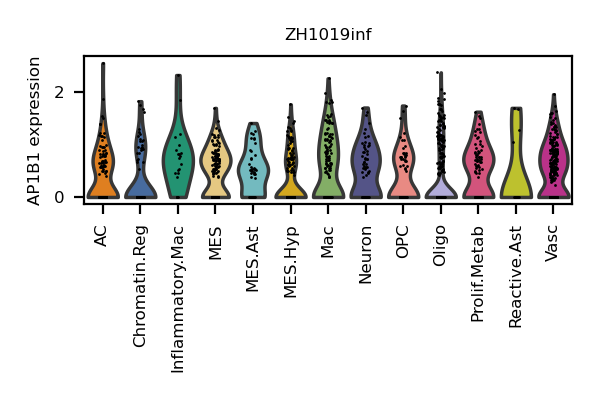 ZH1019inf
AP1B1 expression
2
0
AC
Chromatin.Reg
Inflammatory.Mac
MES
MES.Ast
MES.Hyp
Mac
Neuron
OPC
Oligo
Prolif.Metab
Reactive.Ast
Vasc